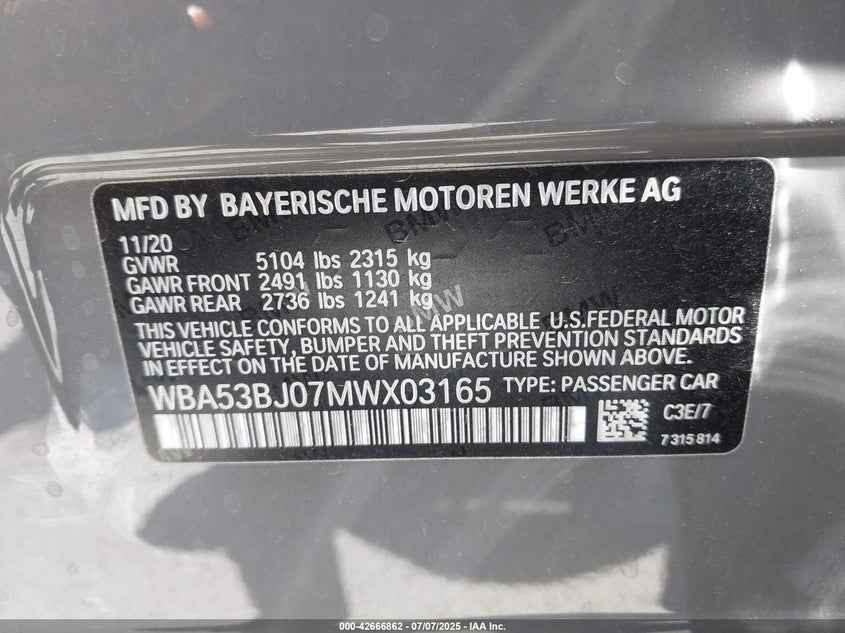 MFD BY BAYERISCHE MOTOREN WERKE AG
11/20
GVWR 5104 lbs 2315 kg
GAWR FRONT 2491 lbs 1130 kg
GAWR REAR 2736 lbs 1241 kg
THIS VEHICLE CONFORMS TO ALL APPLICABLE U.S.FEDERAL MOTOR
VEHICLE SAFETY, BUMPER AND THEFT PREVENTION STANDARDS
IN EFFECT ON THE DATE OF MANUFACTURE SHOWN ABOVE.
WBA53BJ07MWX03165 TYPE: PASSENGER CAR
C3E/7
7315814
000-42666862 - 07/07/2025 - IAA, Inc.